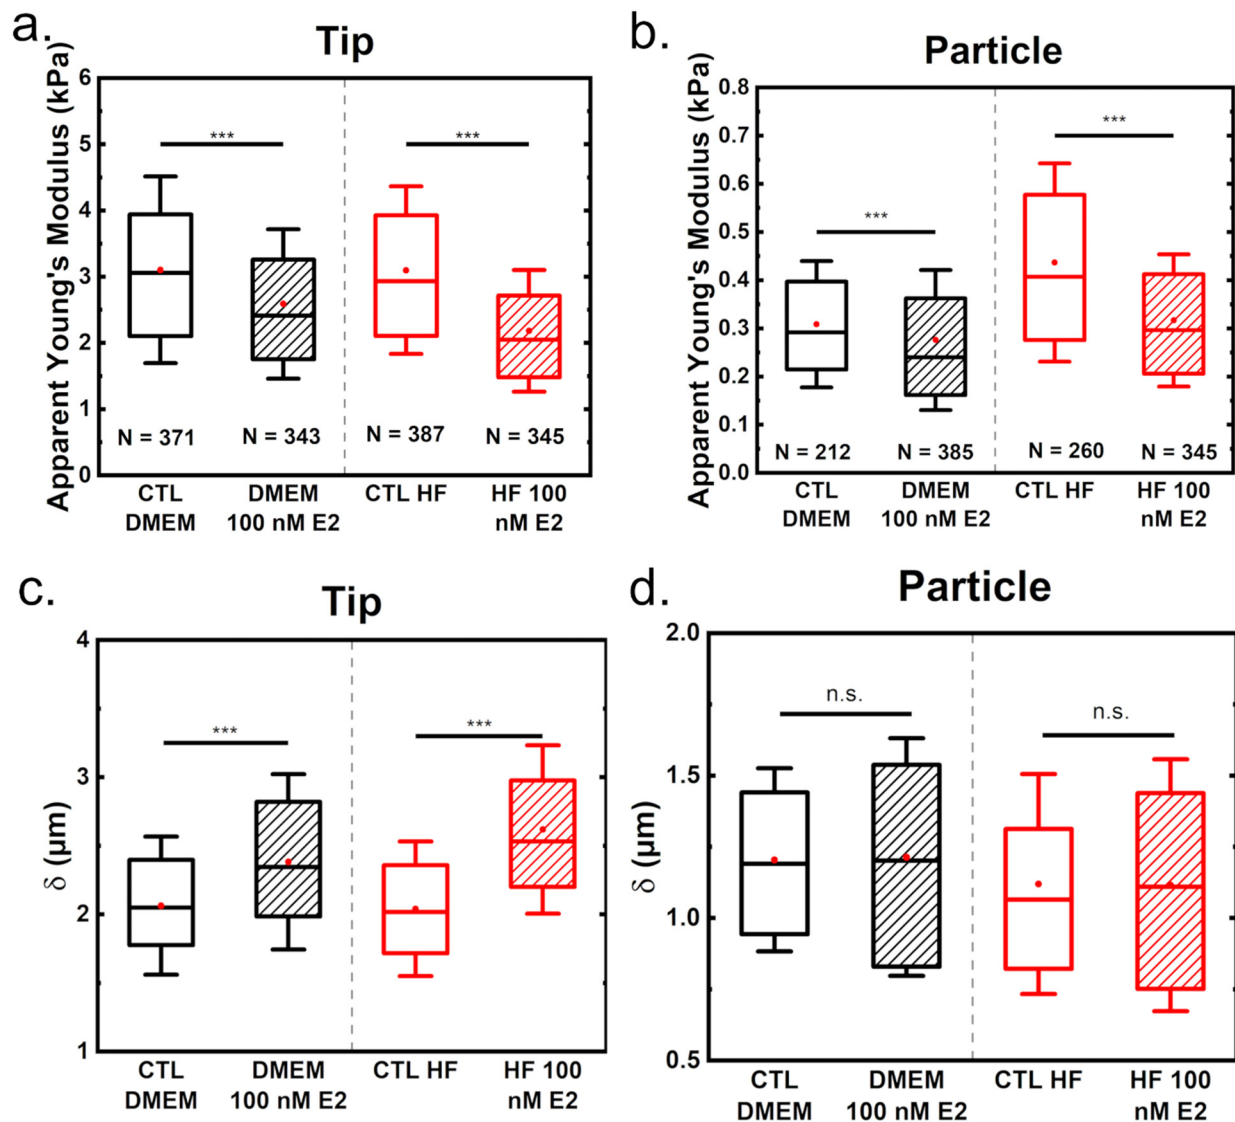 a.
Tip
Apparent Young's Modulus (kPa)
6
5
4
3
2
1
0
***
***
N = 371
N = 343
N = 387
N = 345
CTL
DMEM
DMEM
100 nM E2
CTL HF
HF 100
nM E2
b.
Particle
Apparent Young's Modulus (kPa)
0.8
0.7
0.6
0.5
0.4
0.3
0.2
0.1
0.0
***
***
N = 212
N = 385
N = 260
N = 345
CTL
DMEM
DMEM
100 nM E2
CTL HF
HF 100
nM E2
c.
Tip
δ (μm)
4
3
2
1
***
***
CTL
DMEM
DMEM
100 nM E2
CTL HF
HF 100
nM E2
d.
Particle
δ (μm)
2.0
1.5
1.0
0.5
n.s.
n.s.
CTL
DMEM
DMEM
100 nM E2
CTL HF
HF 100
nM E2